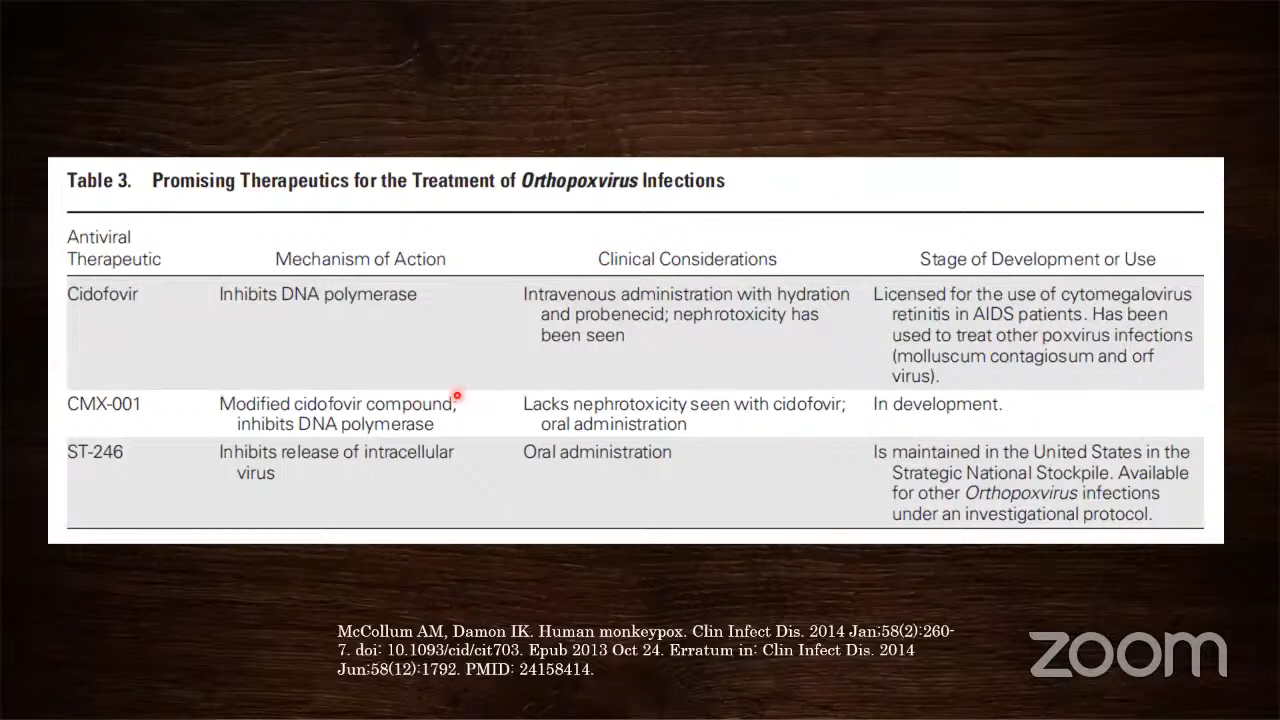 Table 3. Promising Therapeutics for the Treatment of Orthopoxvirus Infections
Antiviral
Therapeutic Mechanism of Action Clinical Considerations Stage of Development or Use
Cidofovir Inhibits DNA polymerase Intravenous administration with hydration Licensed for the use of cytomegalovirus
and probenecid; nephrotoxicity has retinitis in AIDS patients. Has been
been seen used to treat other poxvirus infections
(molluscum contagiosum and orf
virus).
CMX-001 Modified cidofovir compound; Lacks nephrotoxicity seen with cidofovir; In development.
inhibits DNA polymerase oral administration
ST-246 Inhibits release of intracellular Oral administration Is maintained in the United States in the
virus Strategic National Stockpile. Available
for other Orthopoxvirus infections
under an investigational protocol.
McCollum AM, Damon IK. Human monkeypox. Clin Infect Dis. 2014 Jan;58(2):260-
7. doi: 10.1093/cid/cit703. Epub 2013 Oct 24. Erratum in: Clin Infect Dis. 2014
Jun;58(12):1792. PMID: 24158414.
zoom